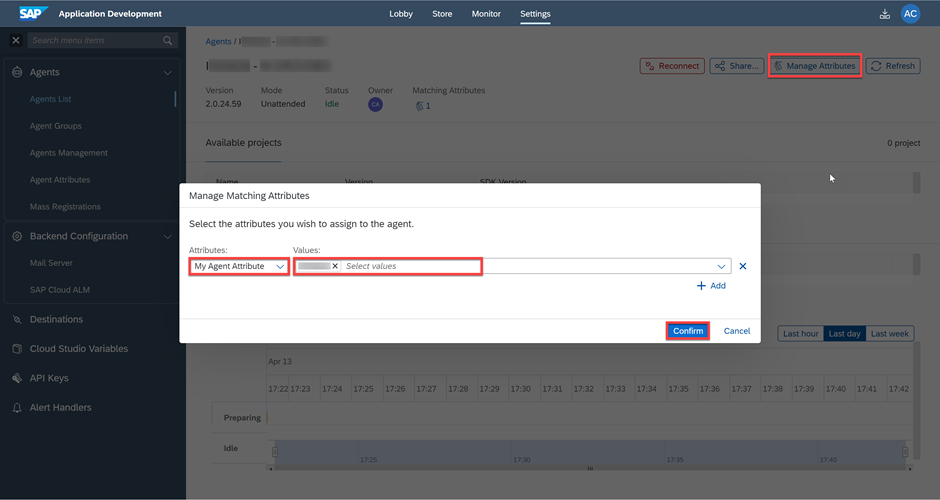 SAP Application Development Lobby Store Monitor Settings AC
Search menu items
Agents
Agents List
Agent Groups
Agents Management
Agent Attributes
Mass Registrations
Backend Configuration
Mail Server
SAP Cloud ALM
Destinations
Cloud Studio Variables
API Keys
Alert Handlers
Agents /
Reconnect Share... Manage Attributes Refresh
Version Mode Status Owner Matching Attributes
2.0.24.59 Unattended Idle CA 1
Available projects 0 project
Name Version SDK Version
Manage Matching Attributes
Select the attributes you wish to assign to the agent.
Attributes: Values:
My Agent Attribute Select values
Add
Confirm Cancel
Last hour Last day Last week
Apr 13
17:22 17:23 17:24 17:25 17:26 17:27 17:28 17:29 17:30 17:31 17:32 17:33 17:34 17:35 17:36 17:37 17:38 17:39 17:40 17:41 17:42
Preparing
Idle
17:25 17:30 17:35 17:40